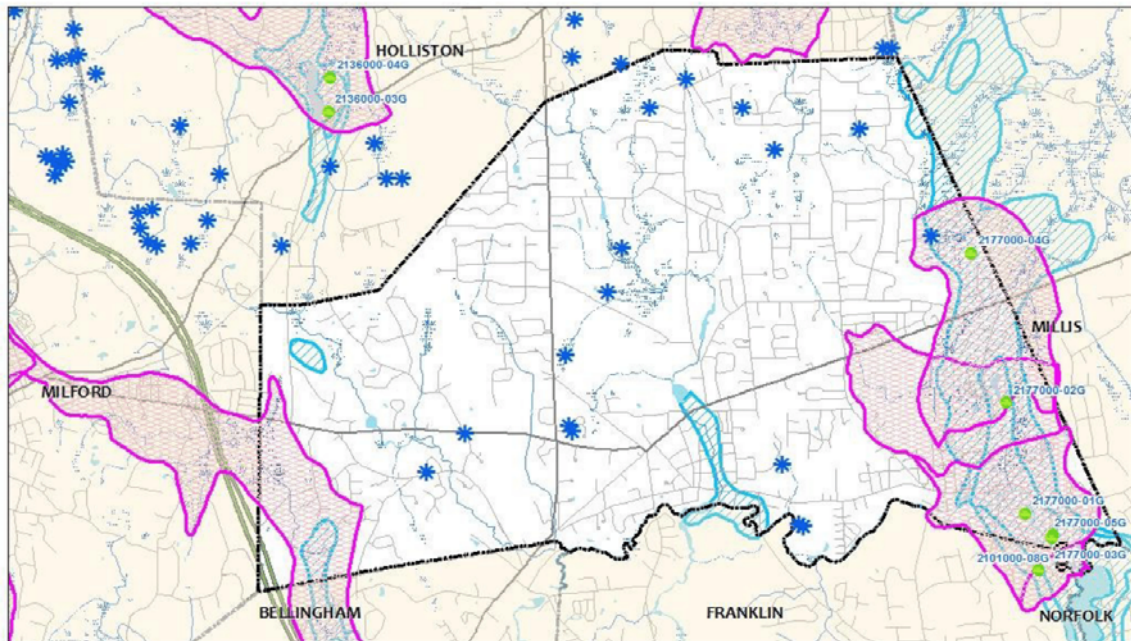 HOLLISTON
2136000-04G
2136000-03G
2177000-04G
MILLIS
MILFORD
2177000-02G
2177000-01G
2177000-05G
2101000-08G
2177000-03G
BELLINGHAM
FRANKLIN
NORFOLK